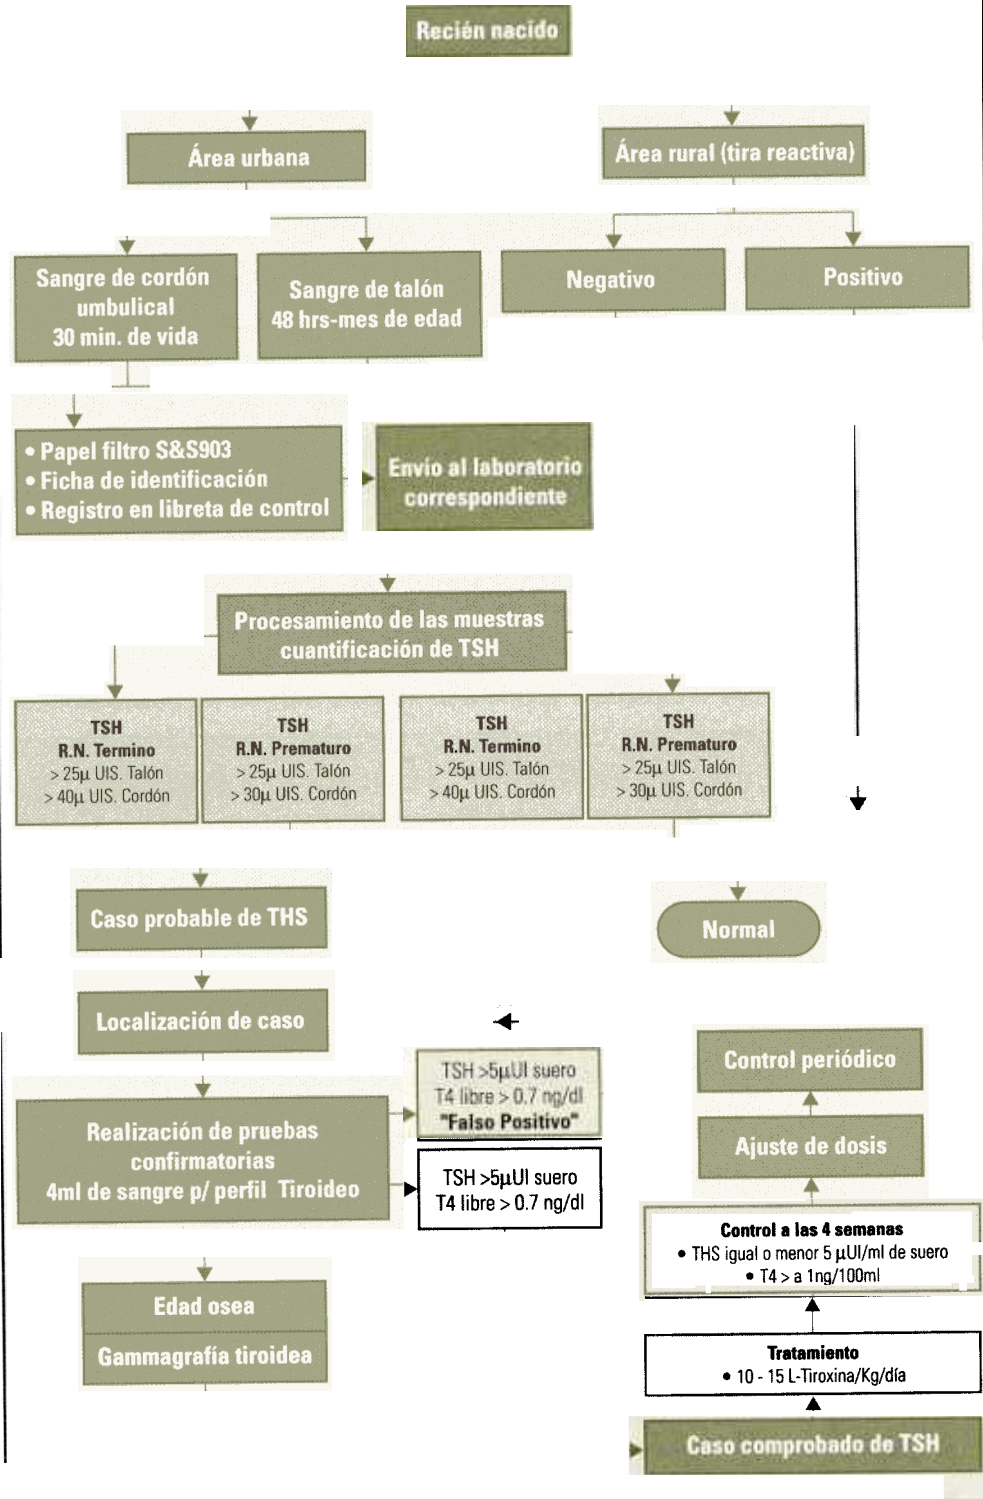 Recién nacido
Área urbana
Área rural (tira reactiva)
Sangre de cordón
umbulical
30 min. de vida
Sangre de talón
48 hrs-mes de edad
Negativo
Positivo
• Papel filtro S&S903
• Ficha de identificación
• Registro en libreta de control
Envío al laboratorio
correspondiente
Procesamiento de las muestras
cuantificación de TSH
TSH
R.N. Termino
> 25µ UIS. Talón
> 40µ UIS. Cordón
TSH
R.N. Prematuro
> 25µ UIS. Talón
> 30µ UIS. Cordón
TSH
R.N. Termino
> 25µ UIS. Talón
> 40µ UIS. Cordón
TSH
R.N. Prematuro
> 25µ UIS. Talón
> 30µ UIS. Cordón
Caso probable de THS
Normal
Localización de caso
Realización de pruebas
confirmatorias
4ml de sangre p/ perfil Tiroideo
TSH >5µUI suero
T4 libre > 0.7 ng/dl
"Falso Positivo"
TSH >5µUI suero
T4 libre > 0.7 ng/dl
Edad osea
Gammagrafía tiroidea
Control periódico
Ajuste de dosis
Control a las 4 semanas
• THS igual o menor 5 µUI/ml de suero
• T4 > a 1ng/100ml
Tratamiento
• 10 - 15 L-Tiroxina/Kg/día
Caso comprobado de TSH